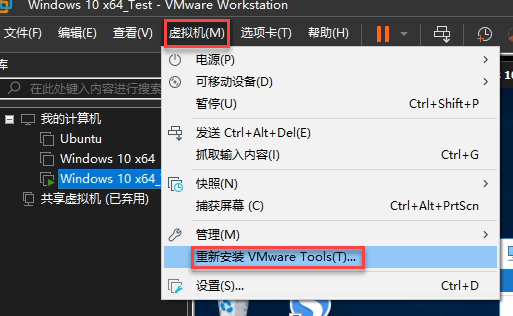 Windows 10 x64_Test - VMware Workstation
文件(F) 编辑(E) 查看(V) 虚拟机(M) 选项卡(T) 帮助(H)
库
在此处键入内容进行搜索
我的计算机
Ubuntu
Windows 10 x64
Windows 10 x64_
共享虚拟机 (已弃用)
电源(P)
可移动设备(D)
暂停(U) Ctrl+Shift+P
发送 Ctrl+Alt+Del(E)
抓取输入内容(I) Ctrl+G
快照(N)
捕获屏幕 (C) Ctrl+Alt+PrtScn
管理(M)
重新安装 VMware Tools(T)...
设置(S)... Ctrl+D
10